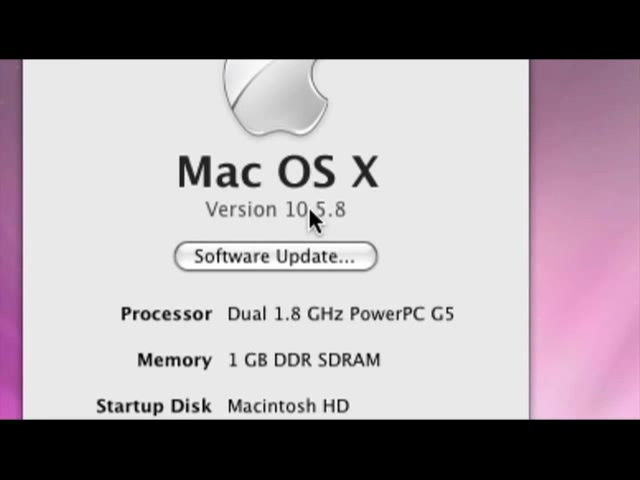 Mac OS X
Version 10.5.8
Software Update...
Processor Dual 1.8 GHz PowerPC G5
Memory 1 GB DDR SDRAM
Startup Disk Macintosh HD